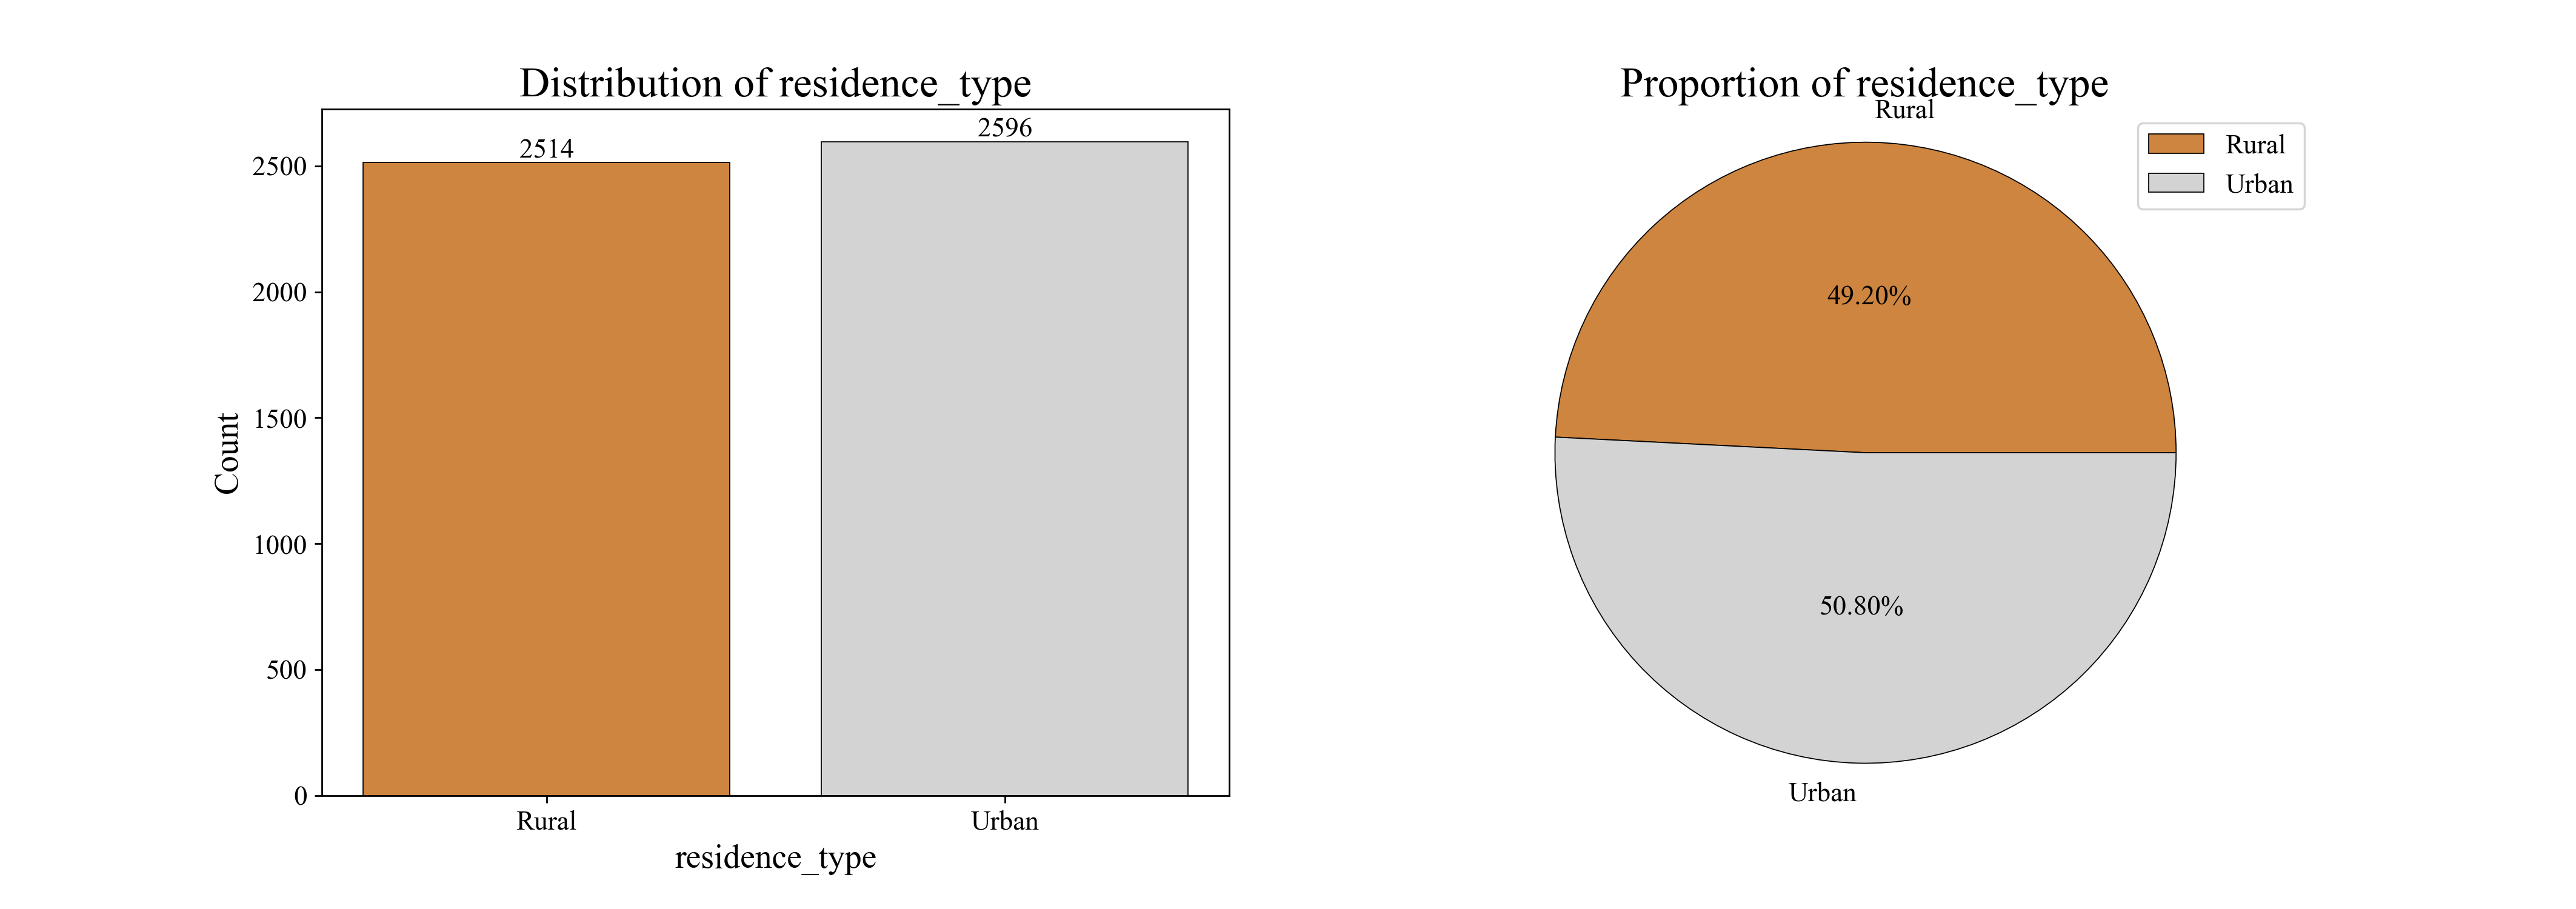 Distribution of residence_type
2514
2596
2500
2000
1500
1000
500
0
Count
Rural
Urban
residence_type
Proportion of residence_type
Rural
Rural
Urban
49.20%
50.80%
Urban